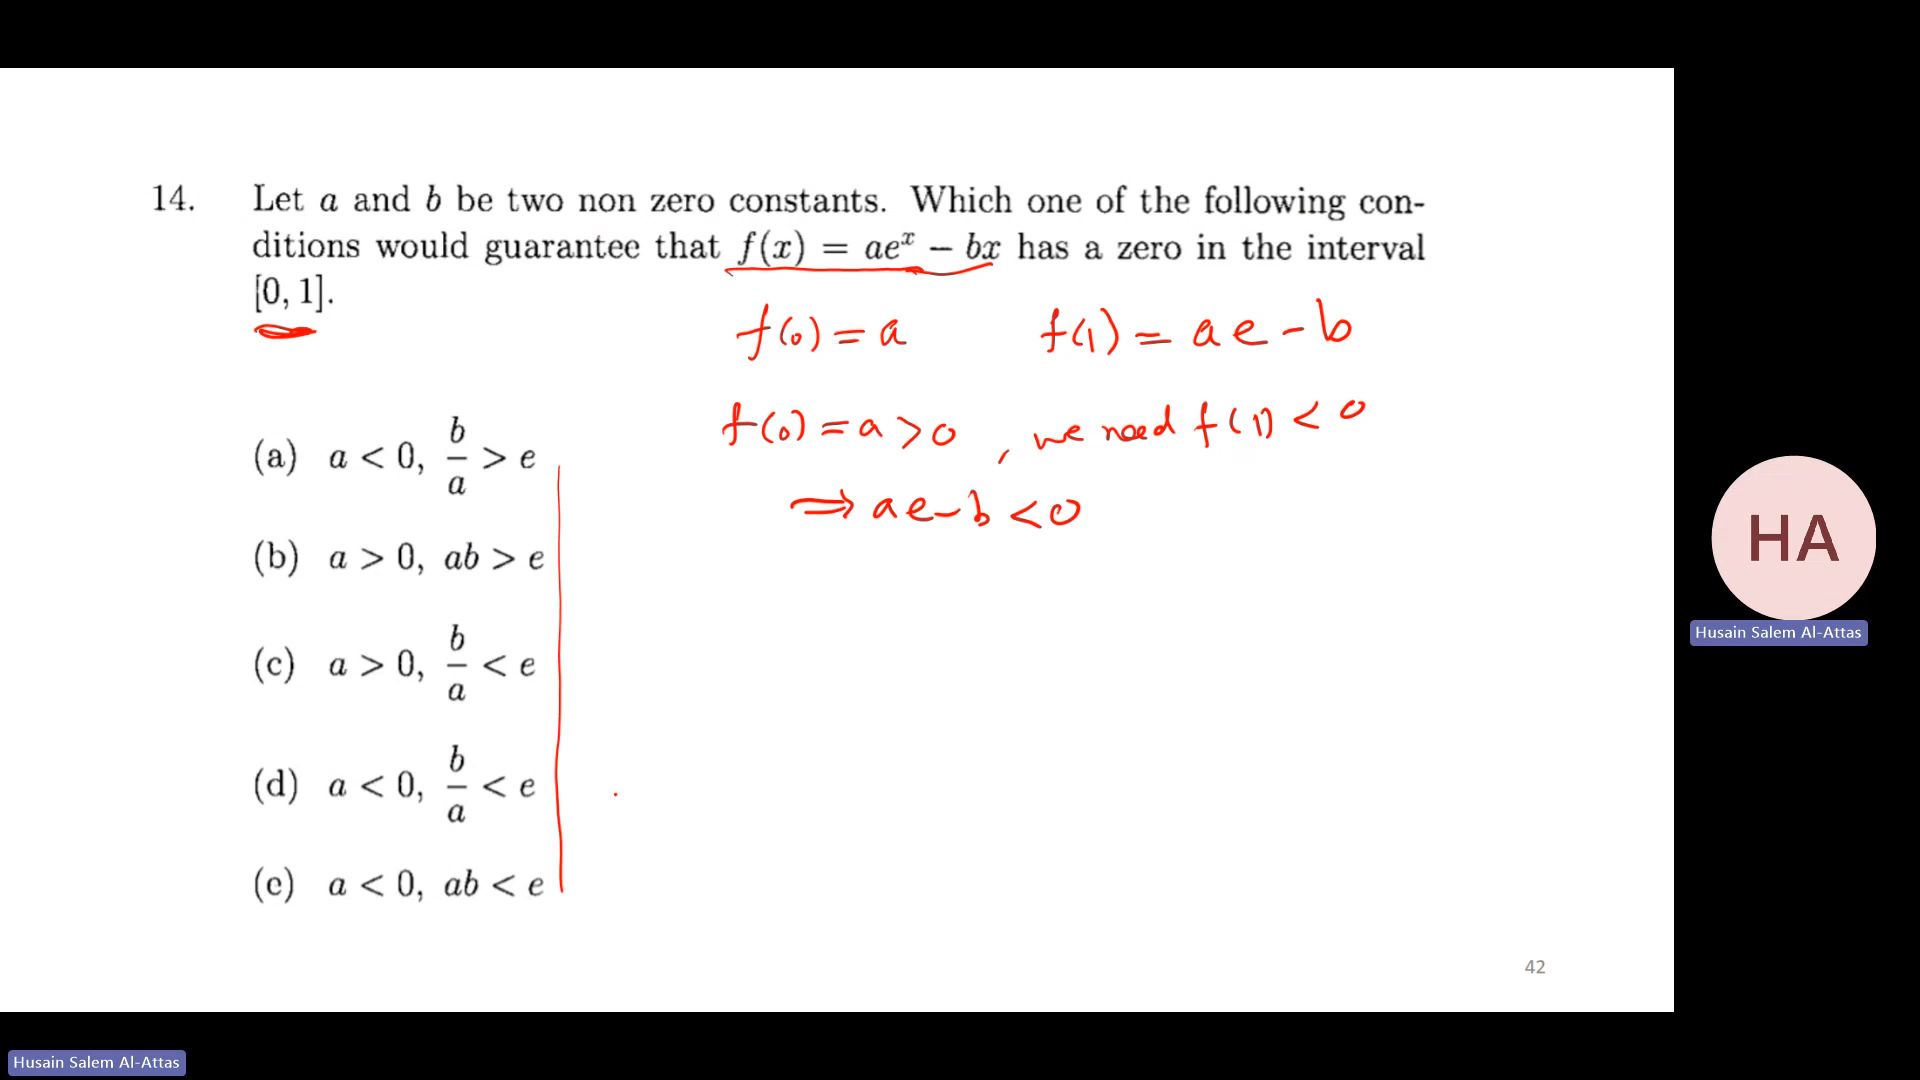 14. Let a and b be two non zero constants. Which one of the following con-
ditions would guarantee that f(x) = ae^x − bx has a zero in the interval
[0, 1].
f(0) = a f(1) = ae − b
f(0) = a > 0 , we need f(1) < 0
⟹ ae − b < 0
(a) a < 0, b/a > e
(b) a > 0, ab > e
(c) a > 0, b/a < e
(d) a < 0, b/a < e
(e) a < 0, ab < e
42
HA
Husain Salem Al-Attas
Husain Salem Al-Attas